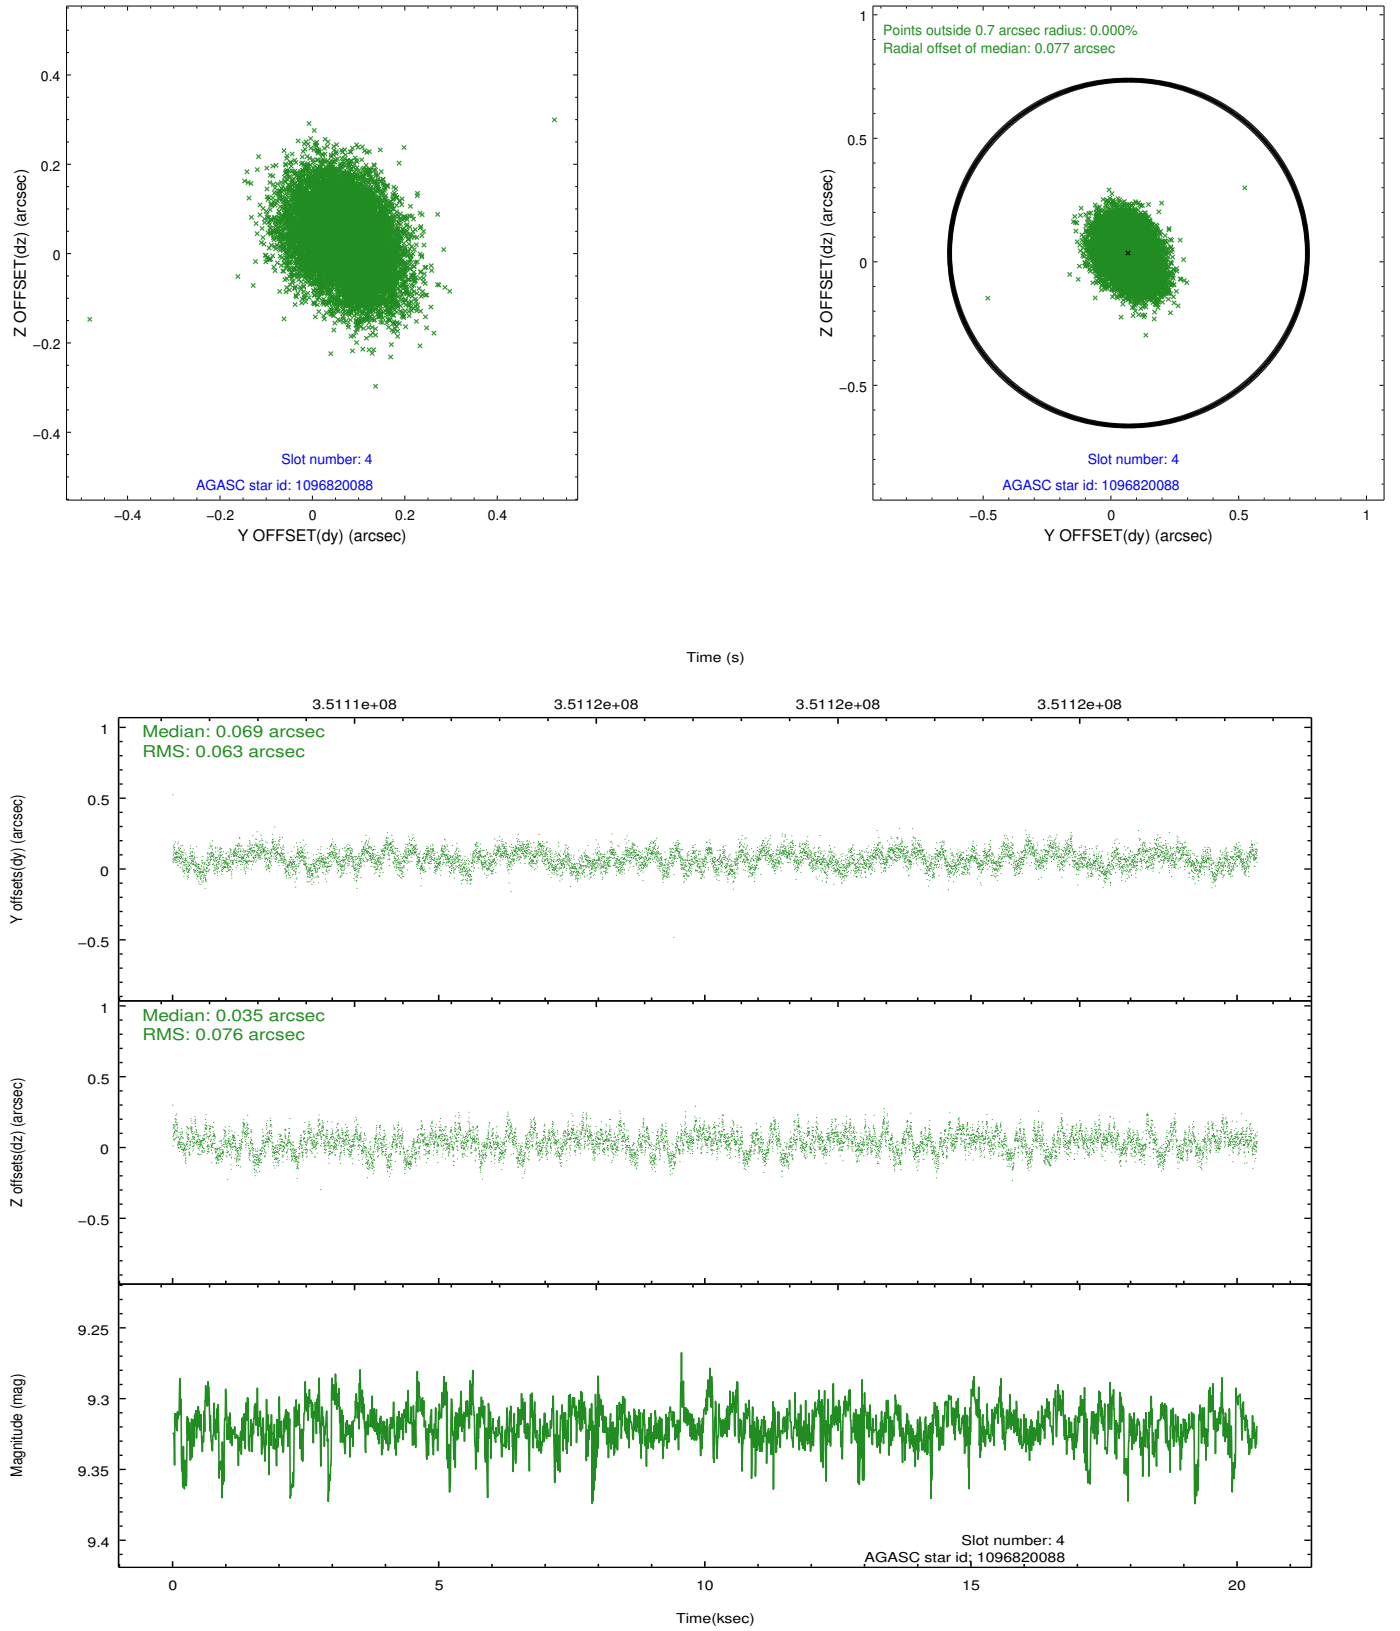 0.4
0.2
0
−0.2
−0.4
Z OFFSET(dz) (arcsec)
Slot number: 4
AGASC star id: 1096820088
−0.4 −0.2 0 0.2 0.4
Y OFFSET(dy) (arcsec)
Points outside 0.7 arcsec radius: 0.000%
Radial offset of median: 0.077 arcsec
1
0.5
0
−0.5
Z OFFSET(dz) (arcsec)
Slot number: 4
AGASC star id: 1096820088
−0.5 0 0.5 1
Y OFFSET(dy) (arcsec)
Time (s)
3.5111e+08 3.5112e+08 3.5112e+08 3.5112e+08
Median: 0.069 arcsec
RMS: 0.063 arcsec
1
0.5
0
−0.5
Y offsets(dy) (arcsec)
Median: 0.035 arcsec
RMS: 0.076 arcsec
1
0.5
0
−0.5
Z offsets(dz) (arcsec)
9.25
9.3
9.35
9.4
Magnitude (mag)
Slot number: 4
AGASC star id: 1096820088
0 5 10 15 20
Time(ksec)